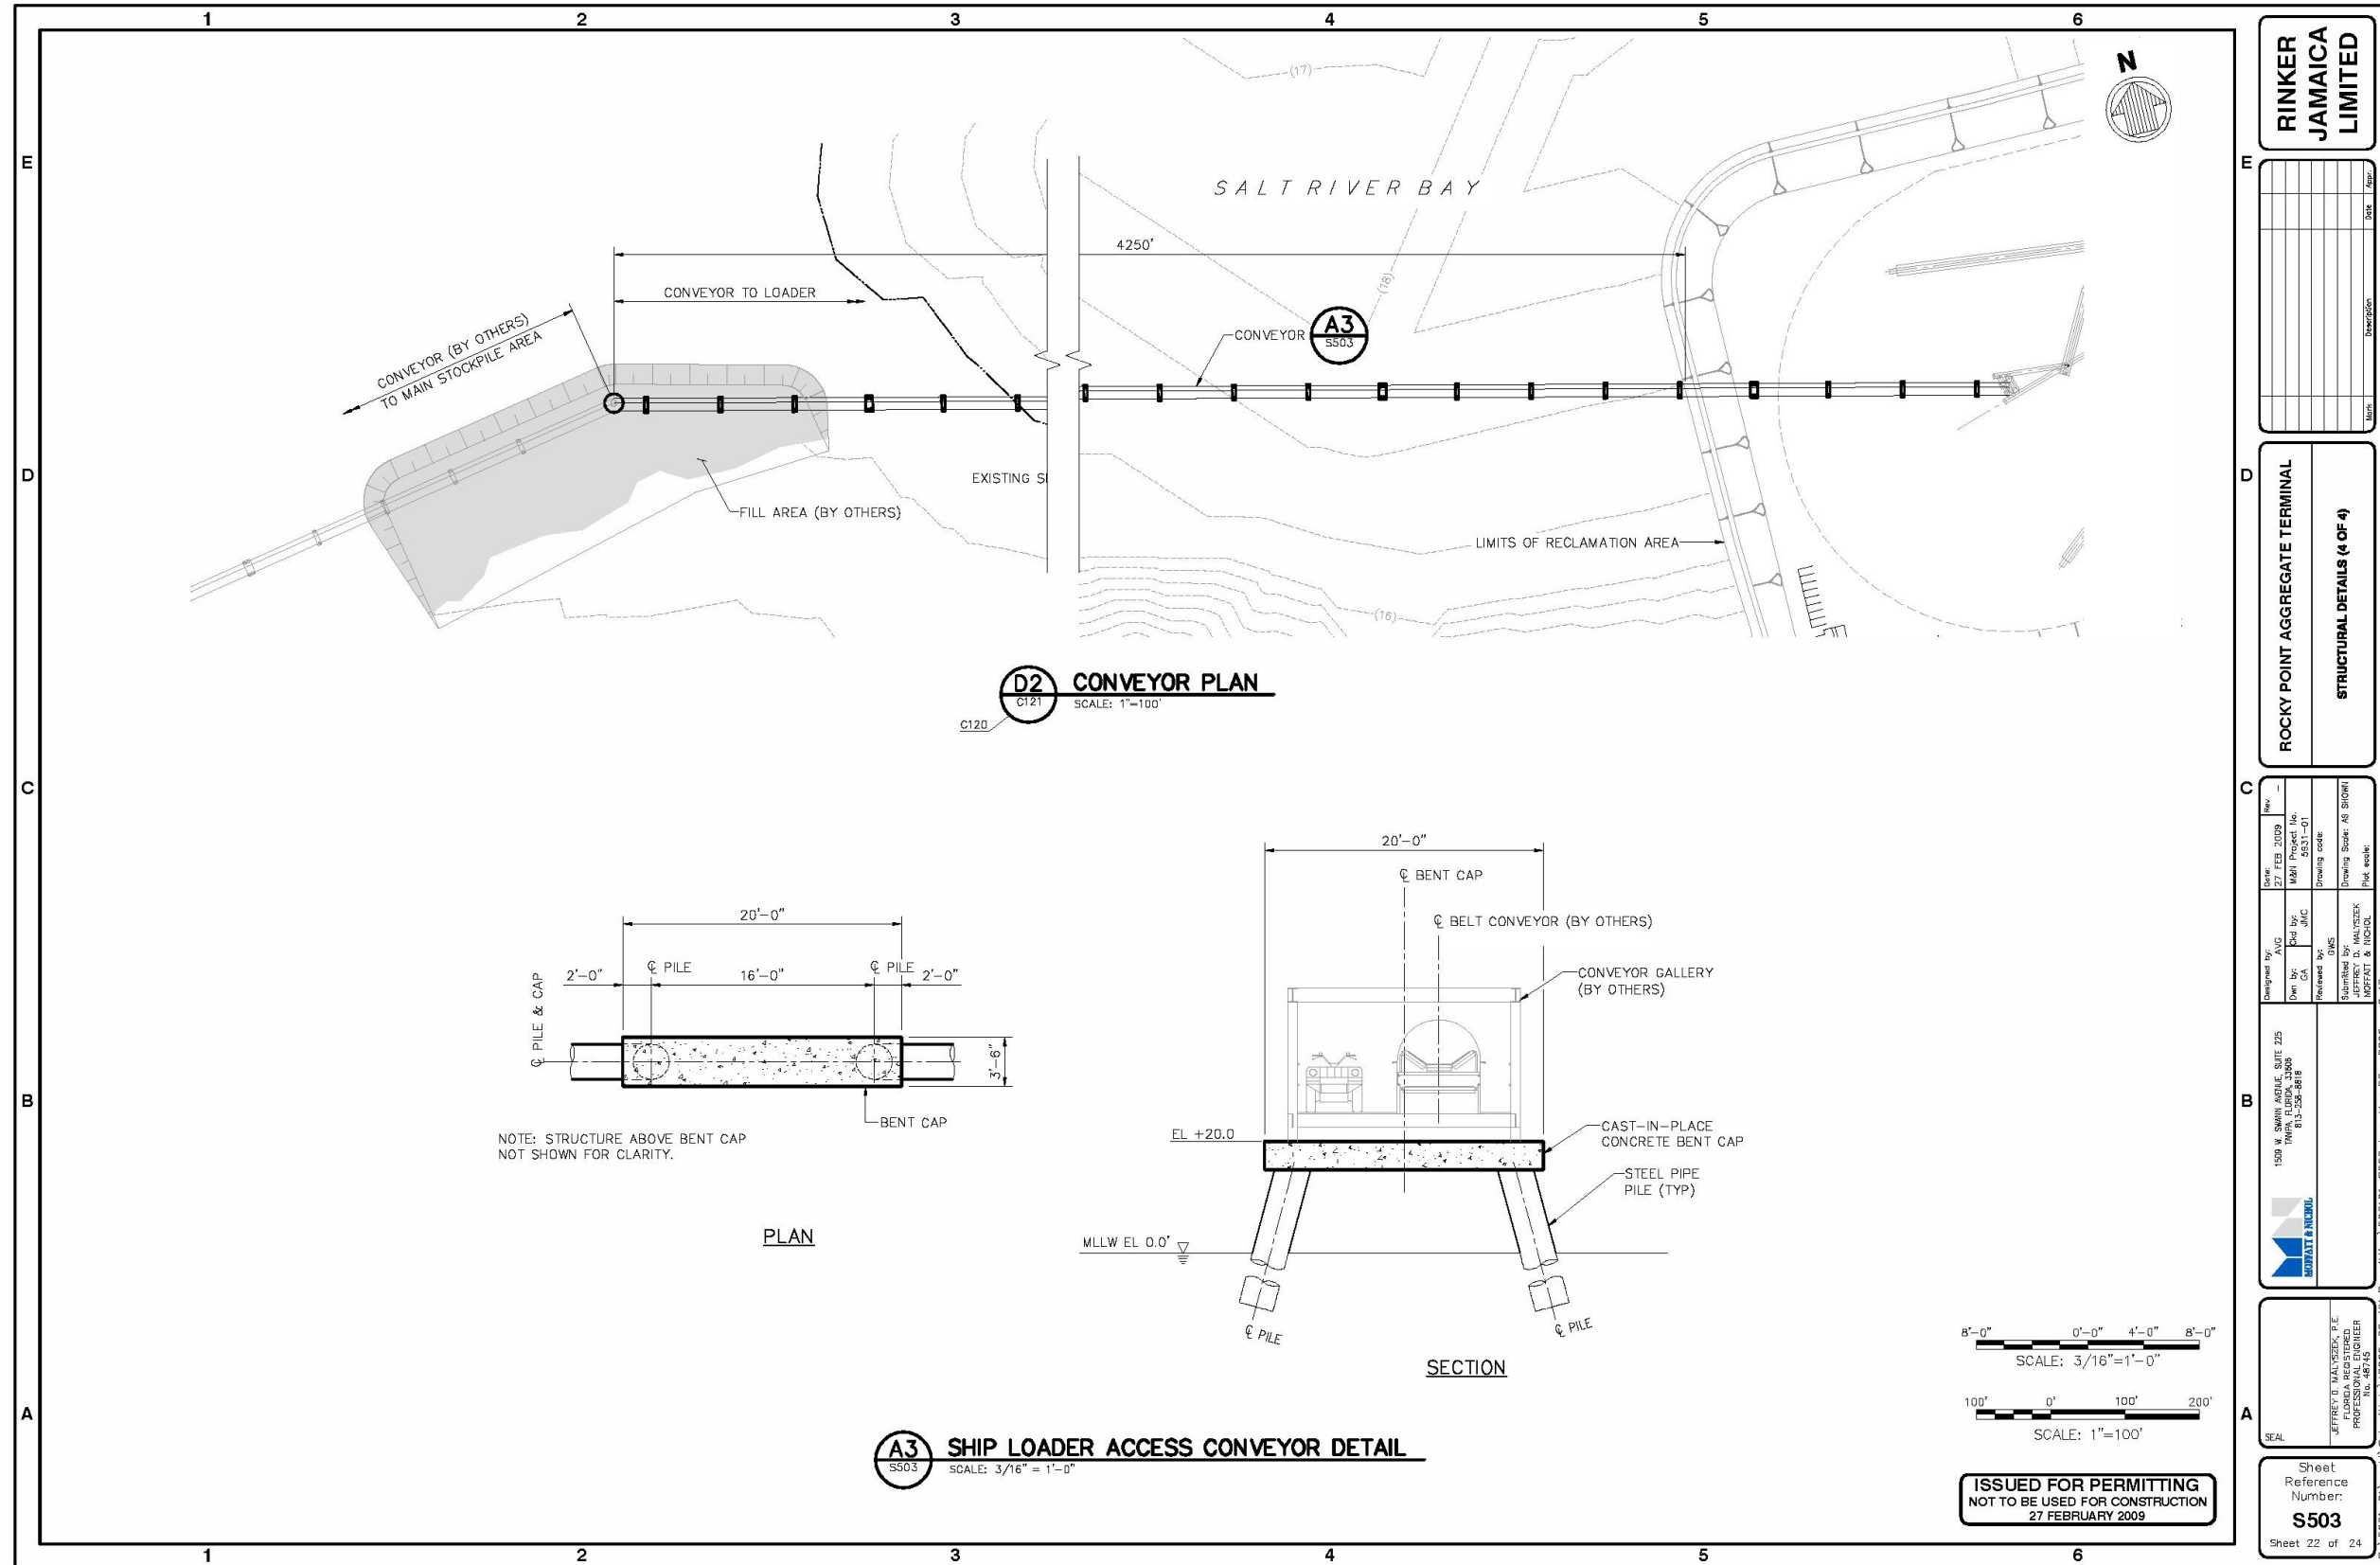 1 2 3 4 5 6
E
D
C
B
A
(17)
N
SALT RIVER BAY
4250'
CONVEYOR TO LOADER
(18)
CONVEYOR (BY OTHERS)
TO MAIN STOCKPILE AREA
CONVEYOR
A3
S503
EXISTING S
FILL AREA (BY OTHERS)
LIMITS OF RECLAMATION AREA
(16)
D2
C121
C120
CONVEYOR PLAN
SCALE: 1"=100'
20'-0"
2'-0"
℄ PILE
16'-0"
℄ PILE
2'-0"
℄ PILE & CAP
3'-6"
BENT CAP
NOTE: STRUCTURE ABOVE BENT CAP
NOT SHOWN FOR CLARITY.
PLAN
20'-0"
℄ BENT CAP
℄ BELT CONVEYOR (BY OTHERS)
CONVEYOR GALLERY
(BY OTHERS)
EL +20.0
CAST-IN-PLACE
CONCRETE BENT CAP
STEEL PIPE
PILE (TYP)
MLLW EL 0.0'
℄ PILE
℄ PILE
SECTION
A3
S503
SHIP LOADER ACCESS CONVEYOR DETAIL
SCALE: 3/16" = 1'-0"
8'-0" 0'-0" 4'-0" 8'-0"
SCALE: 3/16"=1'-0"
100' 0' 100' 200'
SCALE: 1"=100'
ISSUED FOR PERMITTING
NOT TO BE USED FOR CONSTRUCTION
27 FEBRUARY 2009
1 2 3 4 5 6
E
D
C
B
A
RINKER
JAMAICA
LIMITED
Mark Description Date Appr.
ROCKY POINT AGGREGATE TERMINAL
STRUCTURAL DETAILS (4 OF 4)
Designed by:
AVG
Date:
27 FEB 2009
Rev.
-
Dwn by:
GA
Ckd by:
JMC
M&N Project No.
5931-01
Reviewed by:
GWS
Drawing code:
Submitted by:
JEFFREY D. MALYSZEK
MOFFATT & NICHOL
Drawing Scale: AS SHOWN
Plot scale:
1509 W. SWANN AVENUE, SUITE 225
TAMPA, FLORIDA, 33606
813-258-8818
MOFFATT & NICHOL
SEAL
JEFFREY D. MALYSZEK, P.E.
FLORIDA REGISTERED
PROFESSIONAL ENGINEER
No. 48745
Sheet
Reference
Number:
S503
Sheet 22 of 24